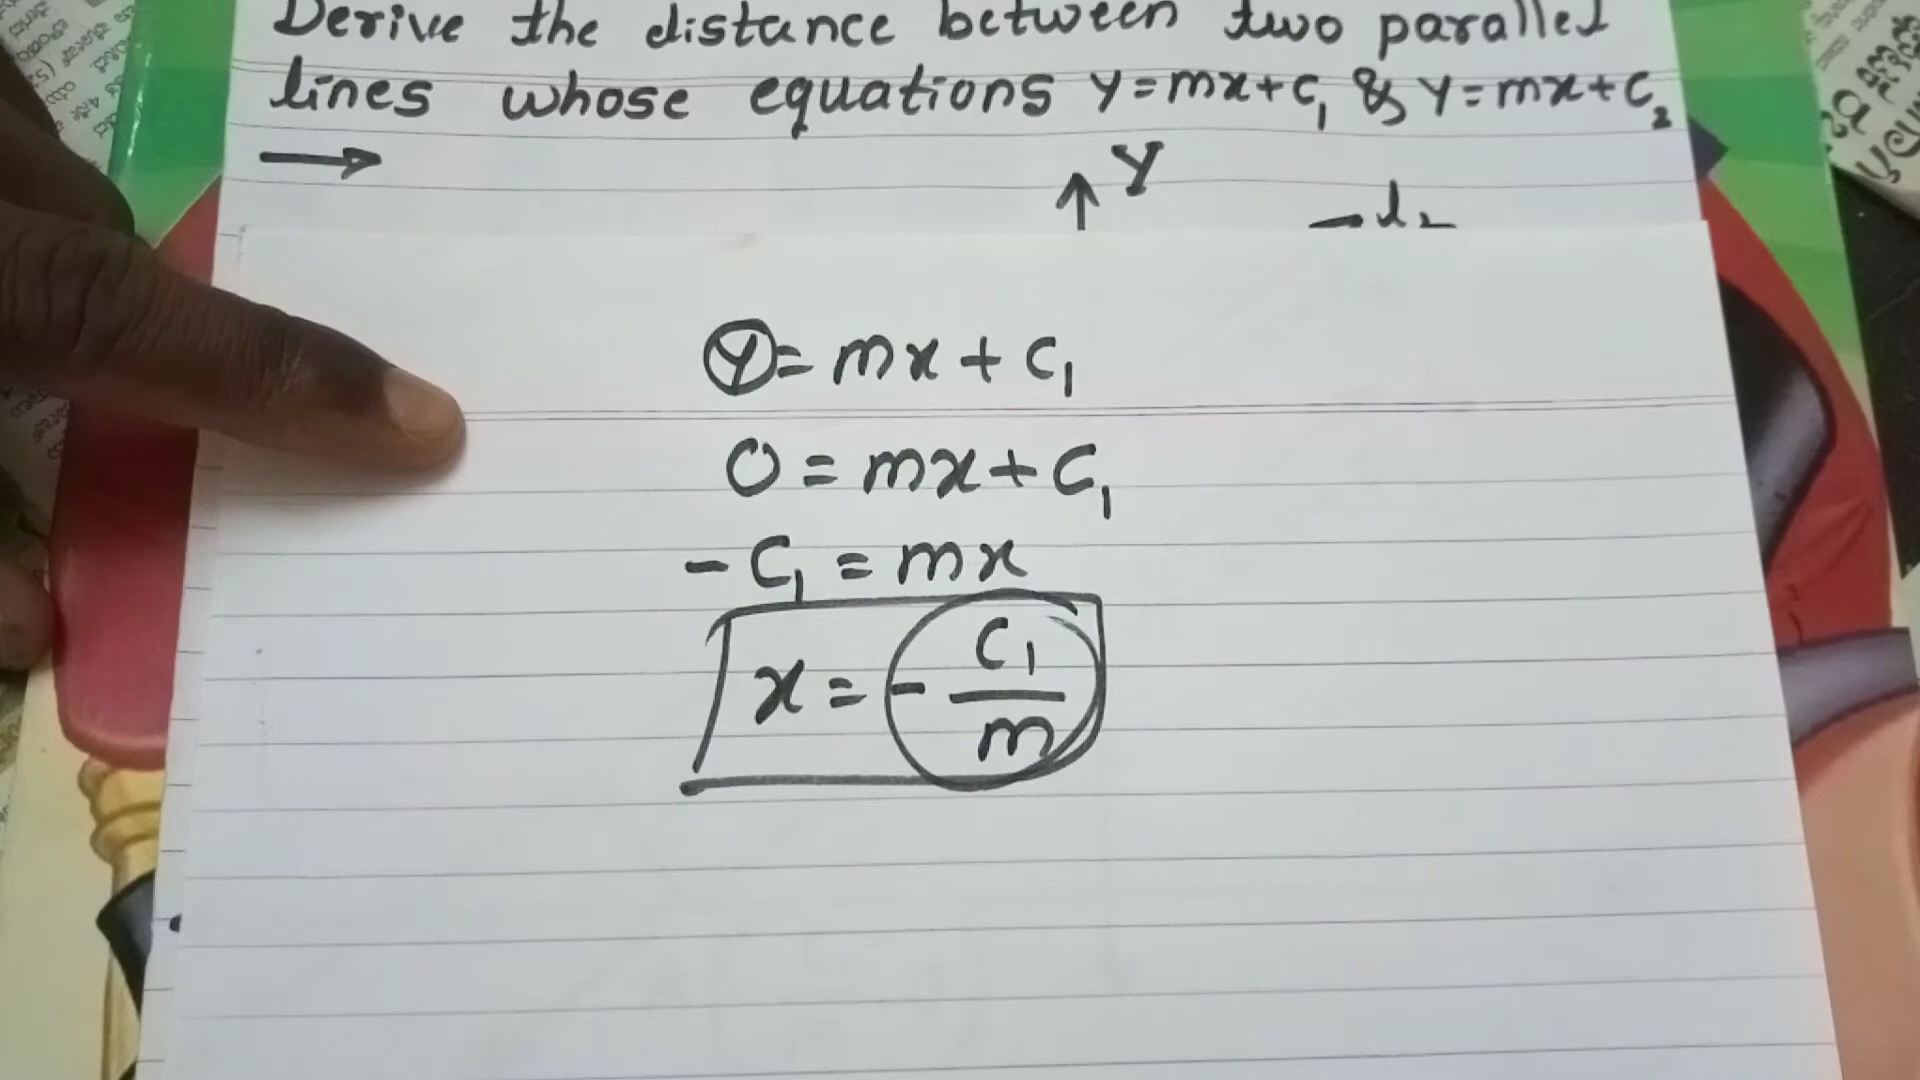 Derive the distance between two parallel
lines whose equations y = mx + c₁ & y = mx + c₂
→
↑ Y
l₂
y = mx + c₁
0 = mx + c₁
- c₁ = mx
x = - c₁/m